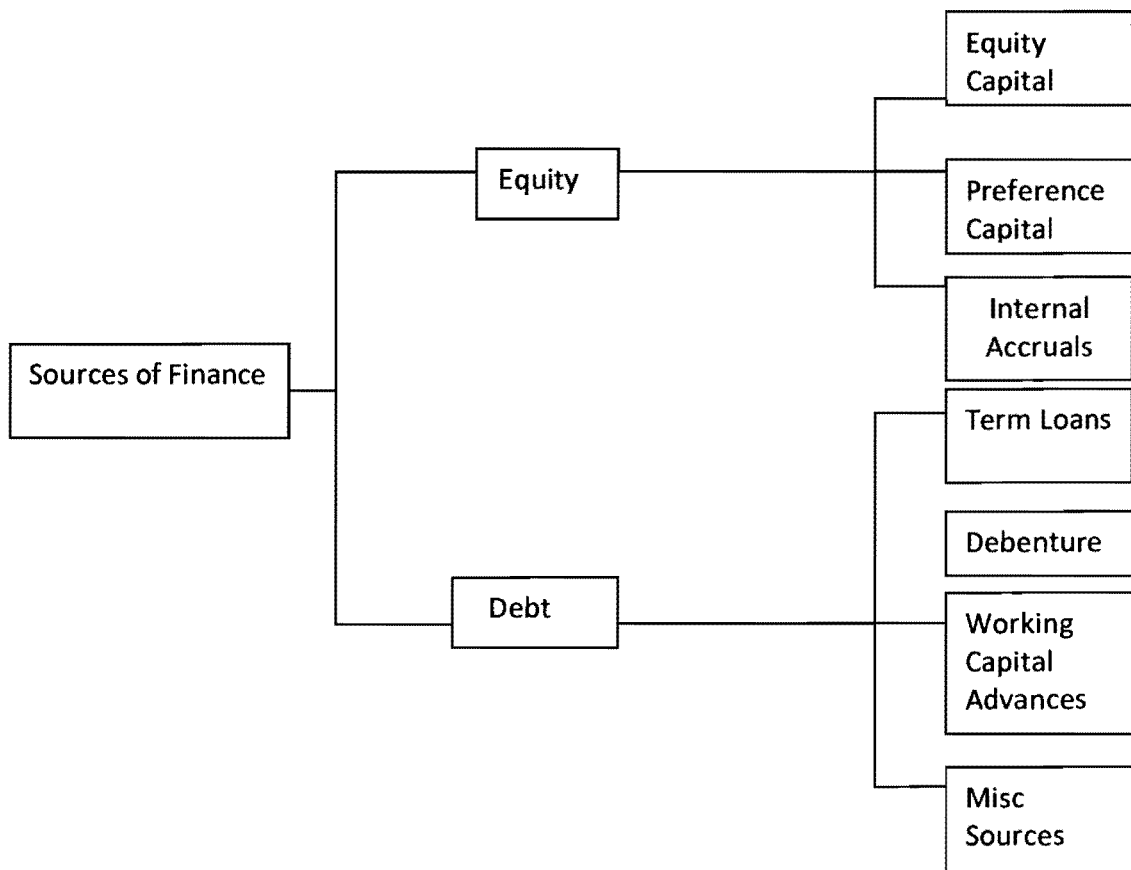 Equity
Capital
Equity
Preference
Capital
Internal
Accruals
Sources of Finance
Term Loans
Debenture
Debt
Working
Capital
Advances
Misc
Sources